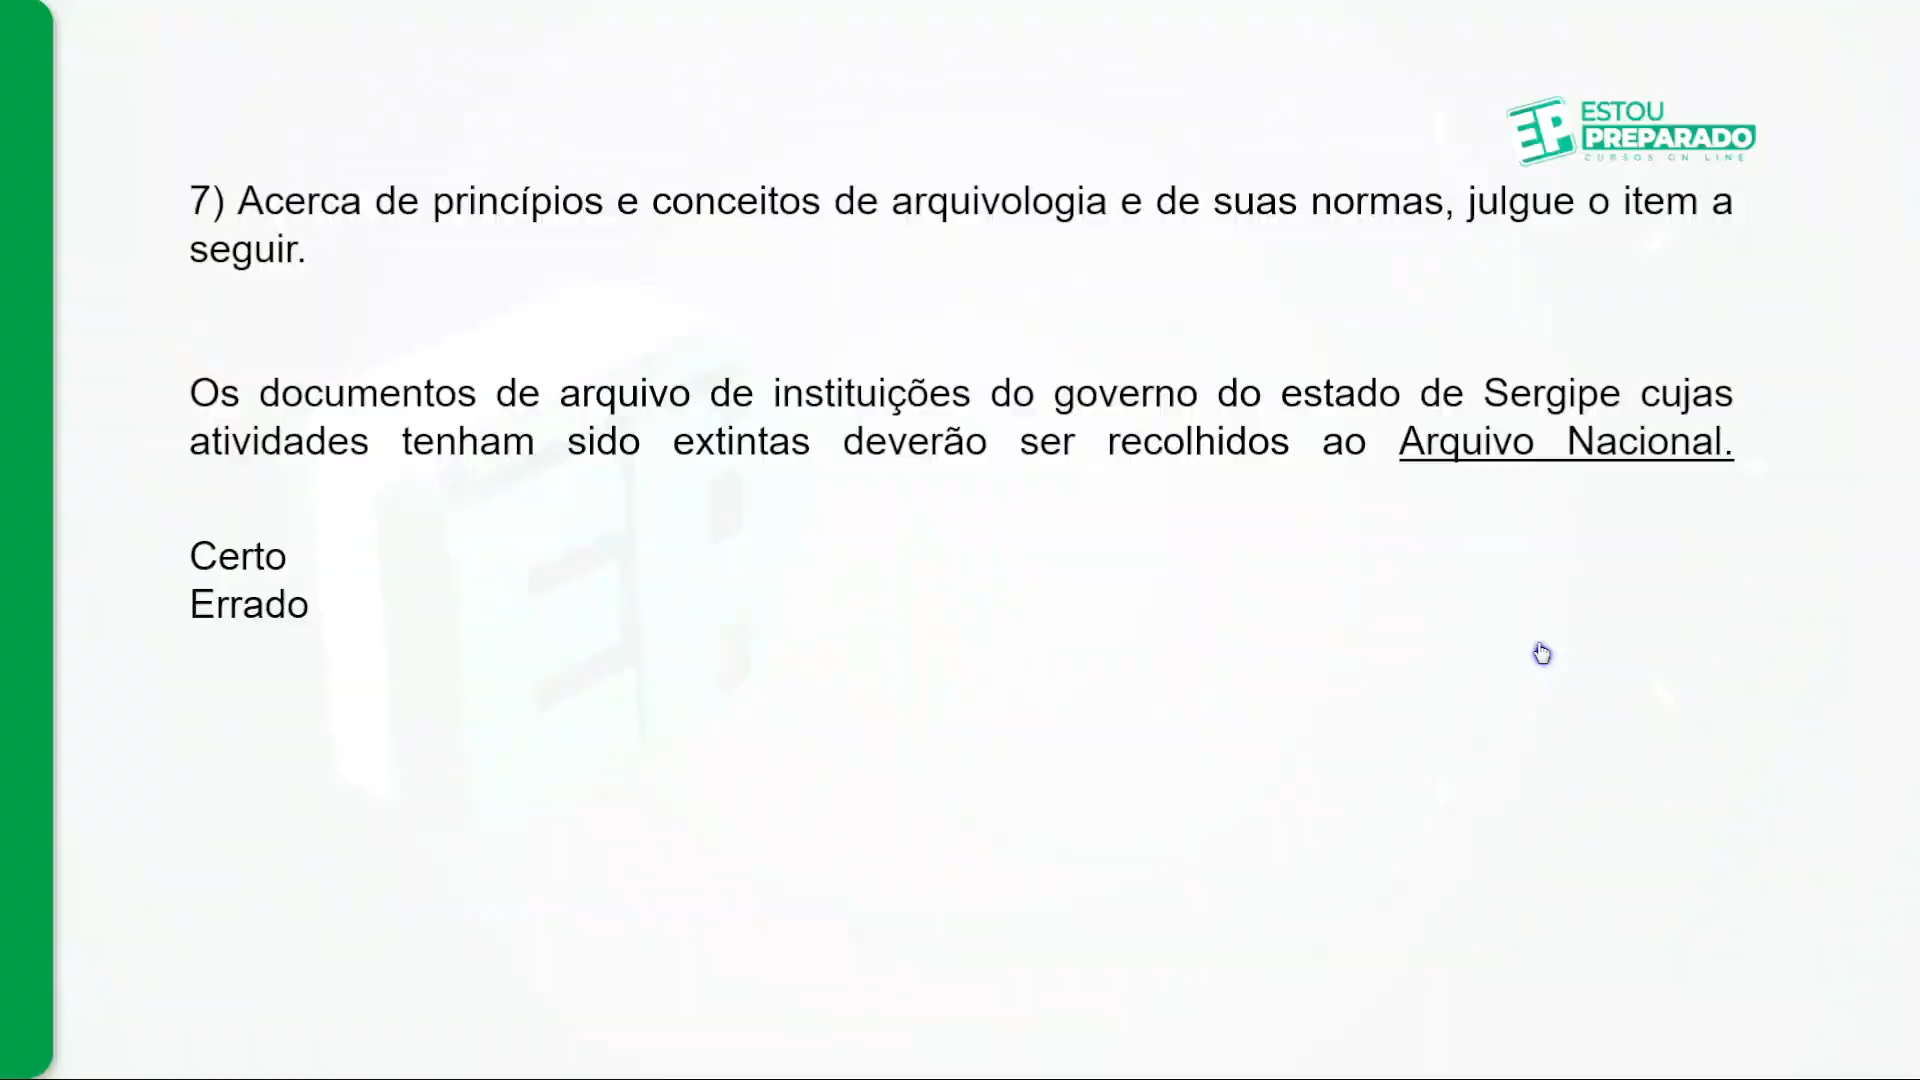 ESTOU
PREPARADO
CURSOS ON LINE
7) Acerca de princípios e conceitos de arquivologia e de suas normas, julgue o item a
seguir.
Os documentos de arquivo de instituições do governo do estado de Sergipe cujas
atividades tenham sido extintas deverão ser recolhidos ao Arquivo Nacional.
Certo
Errado